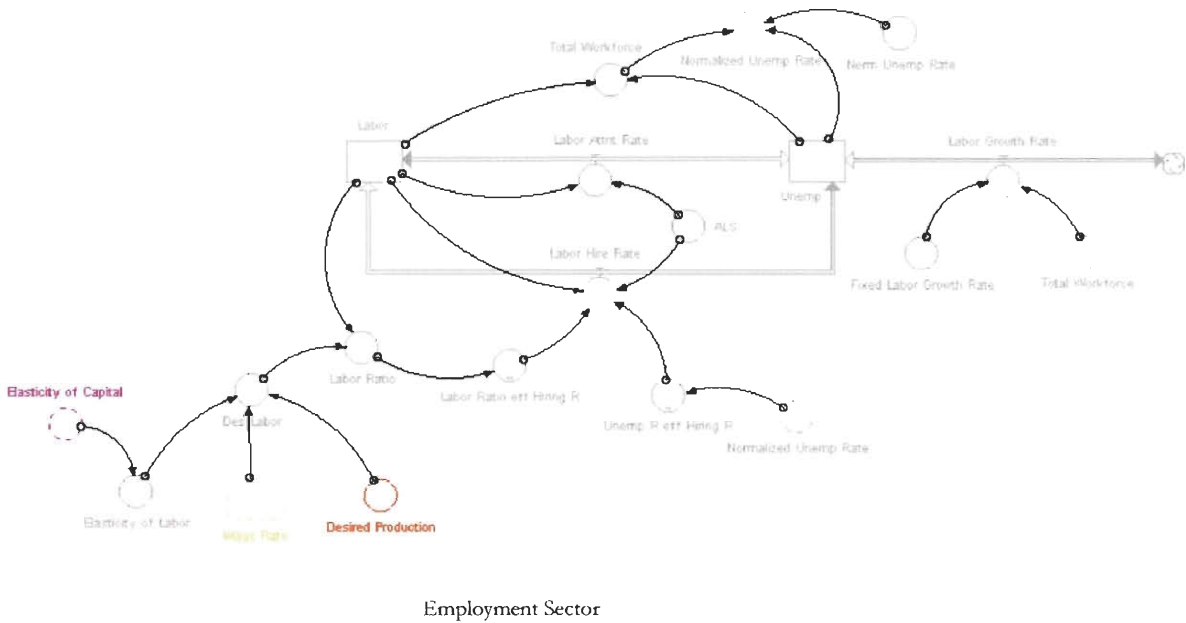 Total Workforce
Normalized Unemp Rate
Norm Unemp Rate
Labor
Labor Attrit Rate
Labor Growth Rate
Unemp
ALS
Labor Hire Rate
Fixed Labor Growth Rate
Total Workforce
Labor Ratio
Labor Ratio eff Hiring R
Elasticity of Capital
Des Labor
Unemp R eff Hiring R
Normalized Unemp Rate
Elasticity of Labor
Wage Rate
Desired Production
Employment Sector